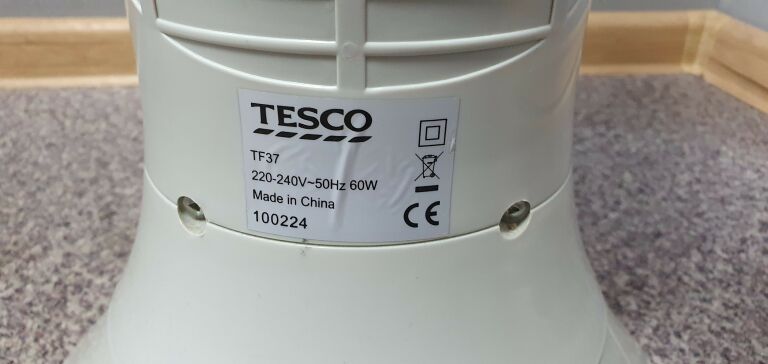 TESCO
TF37
220-240V~50Hz 60W
Made in China
100224
CE